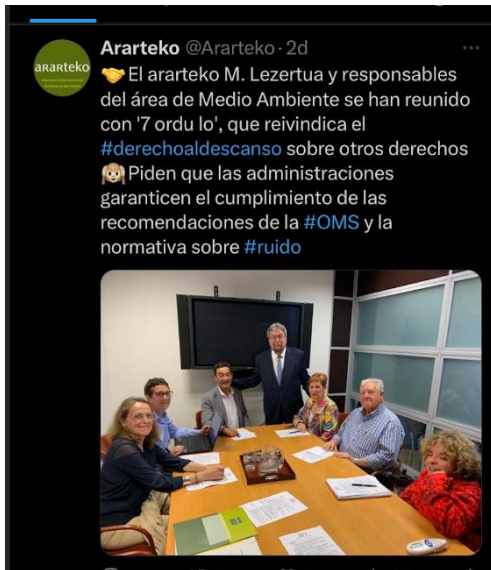 Ararteko @Ararteko · 2d
ararteko
🤝El ararteko M. Lezertua y responsables
del área de Medio Ambiente se han reunido
con '7 ordu lo', que reivindica el
#derechoaldescanso sobre otros derechos
🙉Piden que las administraciones
garanticen el cumplimiento de las
recomendaciones de la #OMS y la
normativa sobre #ruido